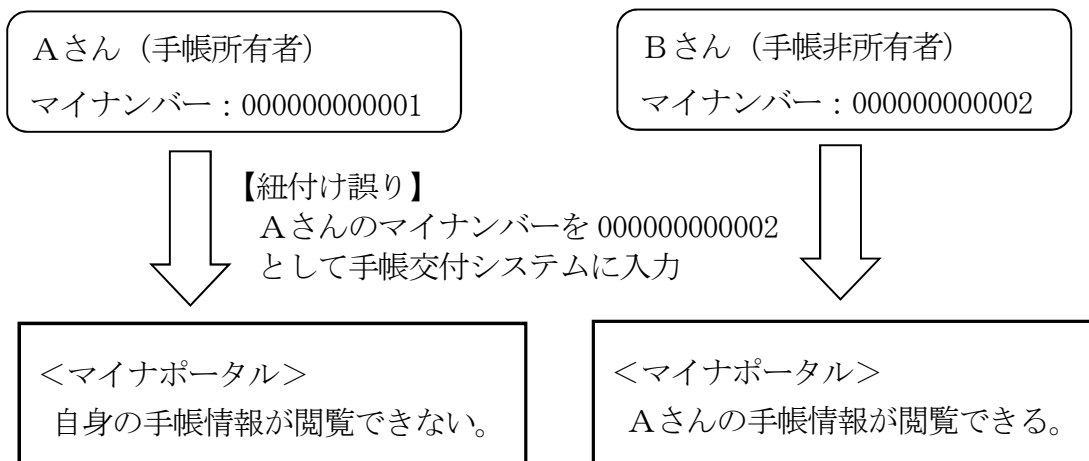 Aさん（手帳所有者）
マイナンバー：000000000001
Bさん（手帳非所有者）
マイナンバー：000000000002
【紐付け誤り】
Aさんのマイナンバーを 000000000002
として手帳交付システムに入力
＜マイナポータル＞
自身の手帳情報が閲覧できない。
＜マイナポータル＞
Aさんの手帳情報が閲覧できる。